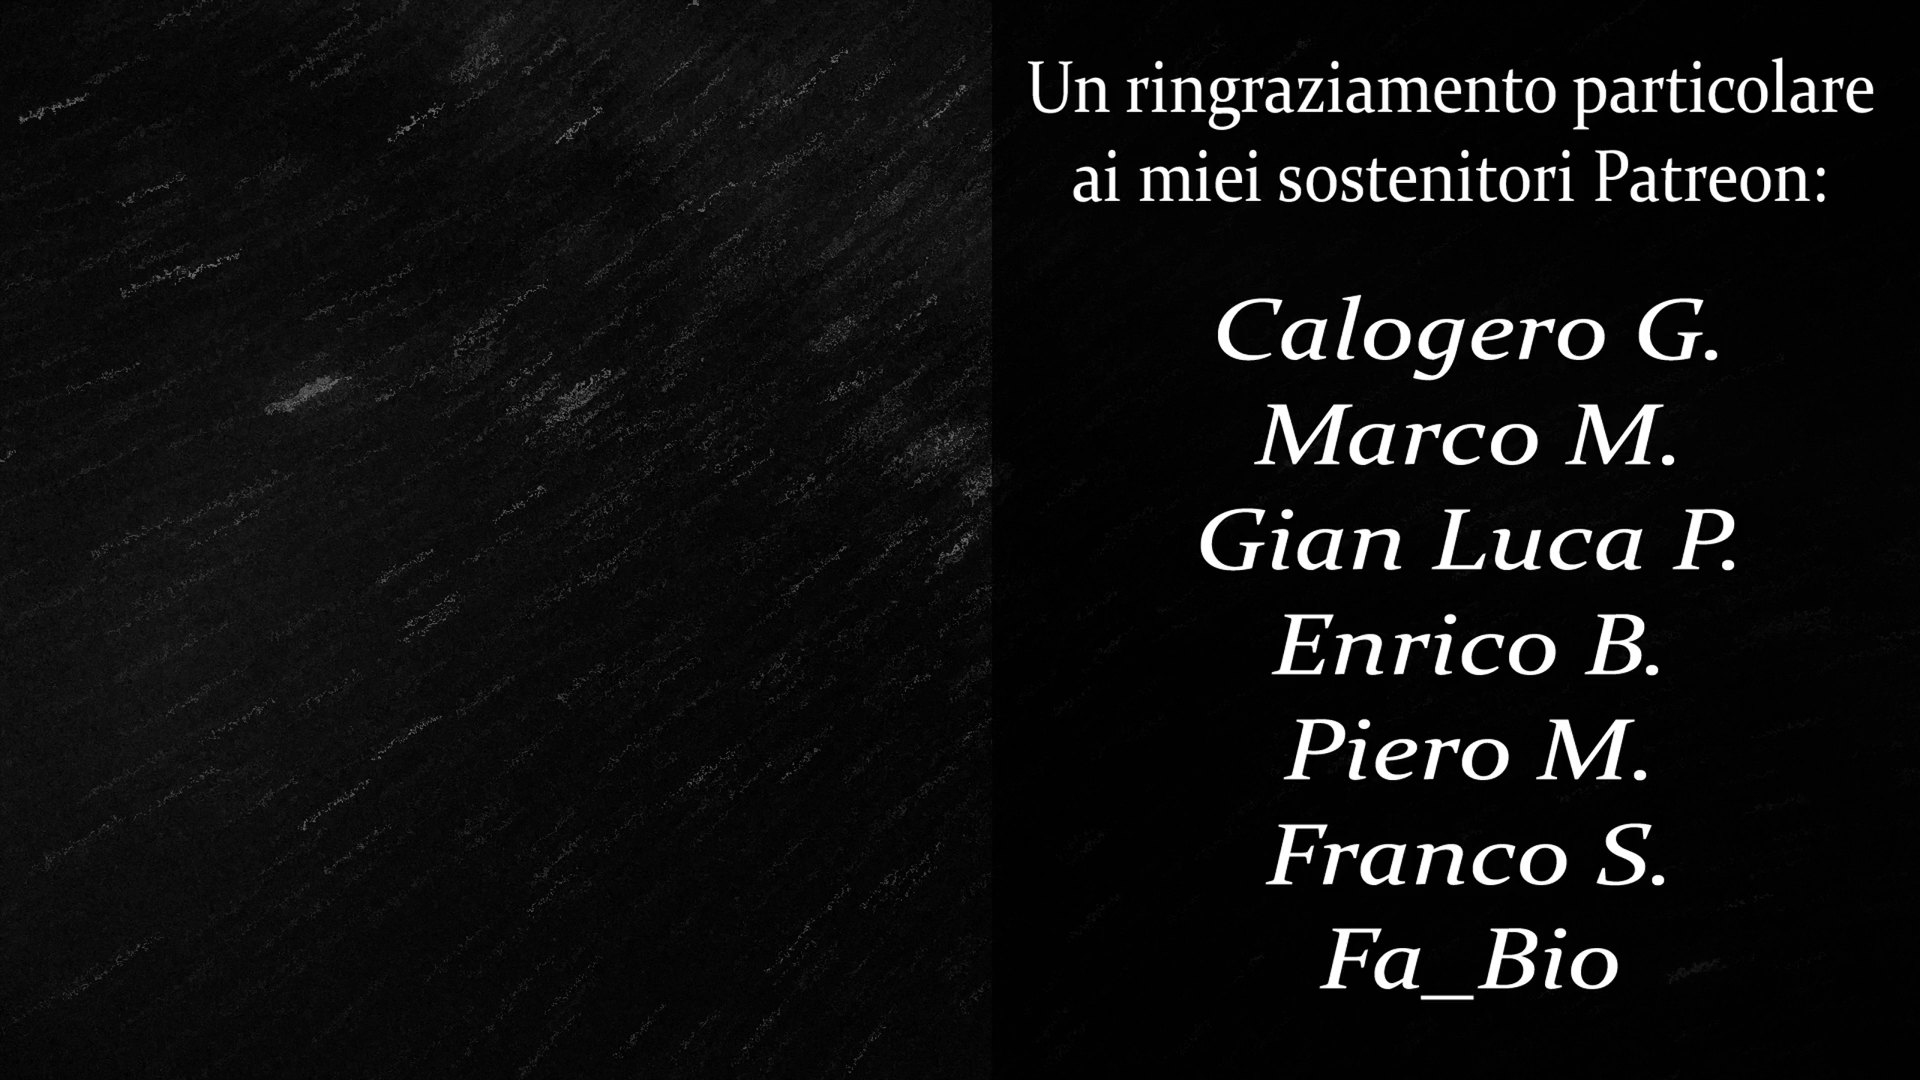 Un ringraziamento particolare
ai miei sostenitori Patreon:
Calogero G.
Marco M.
Gian Luca P.
Enrico B.
Piero M.
Franco S.
Fa_Bio